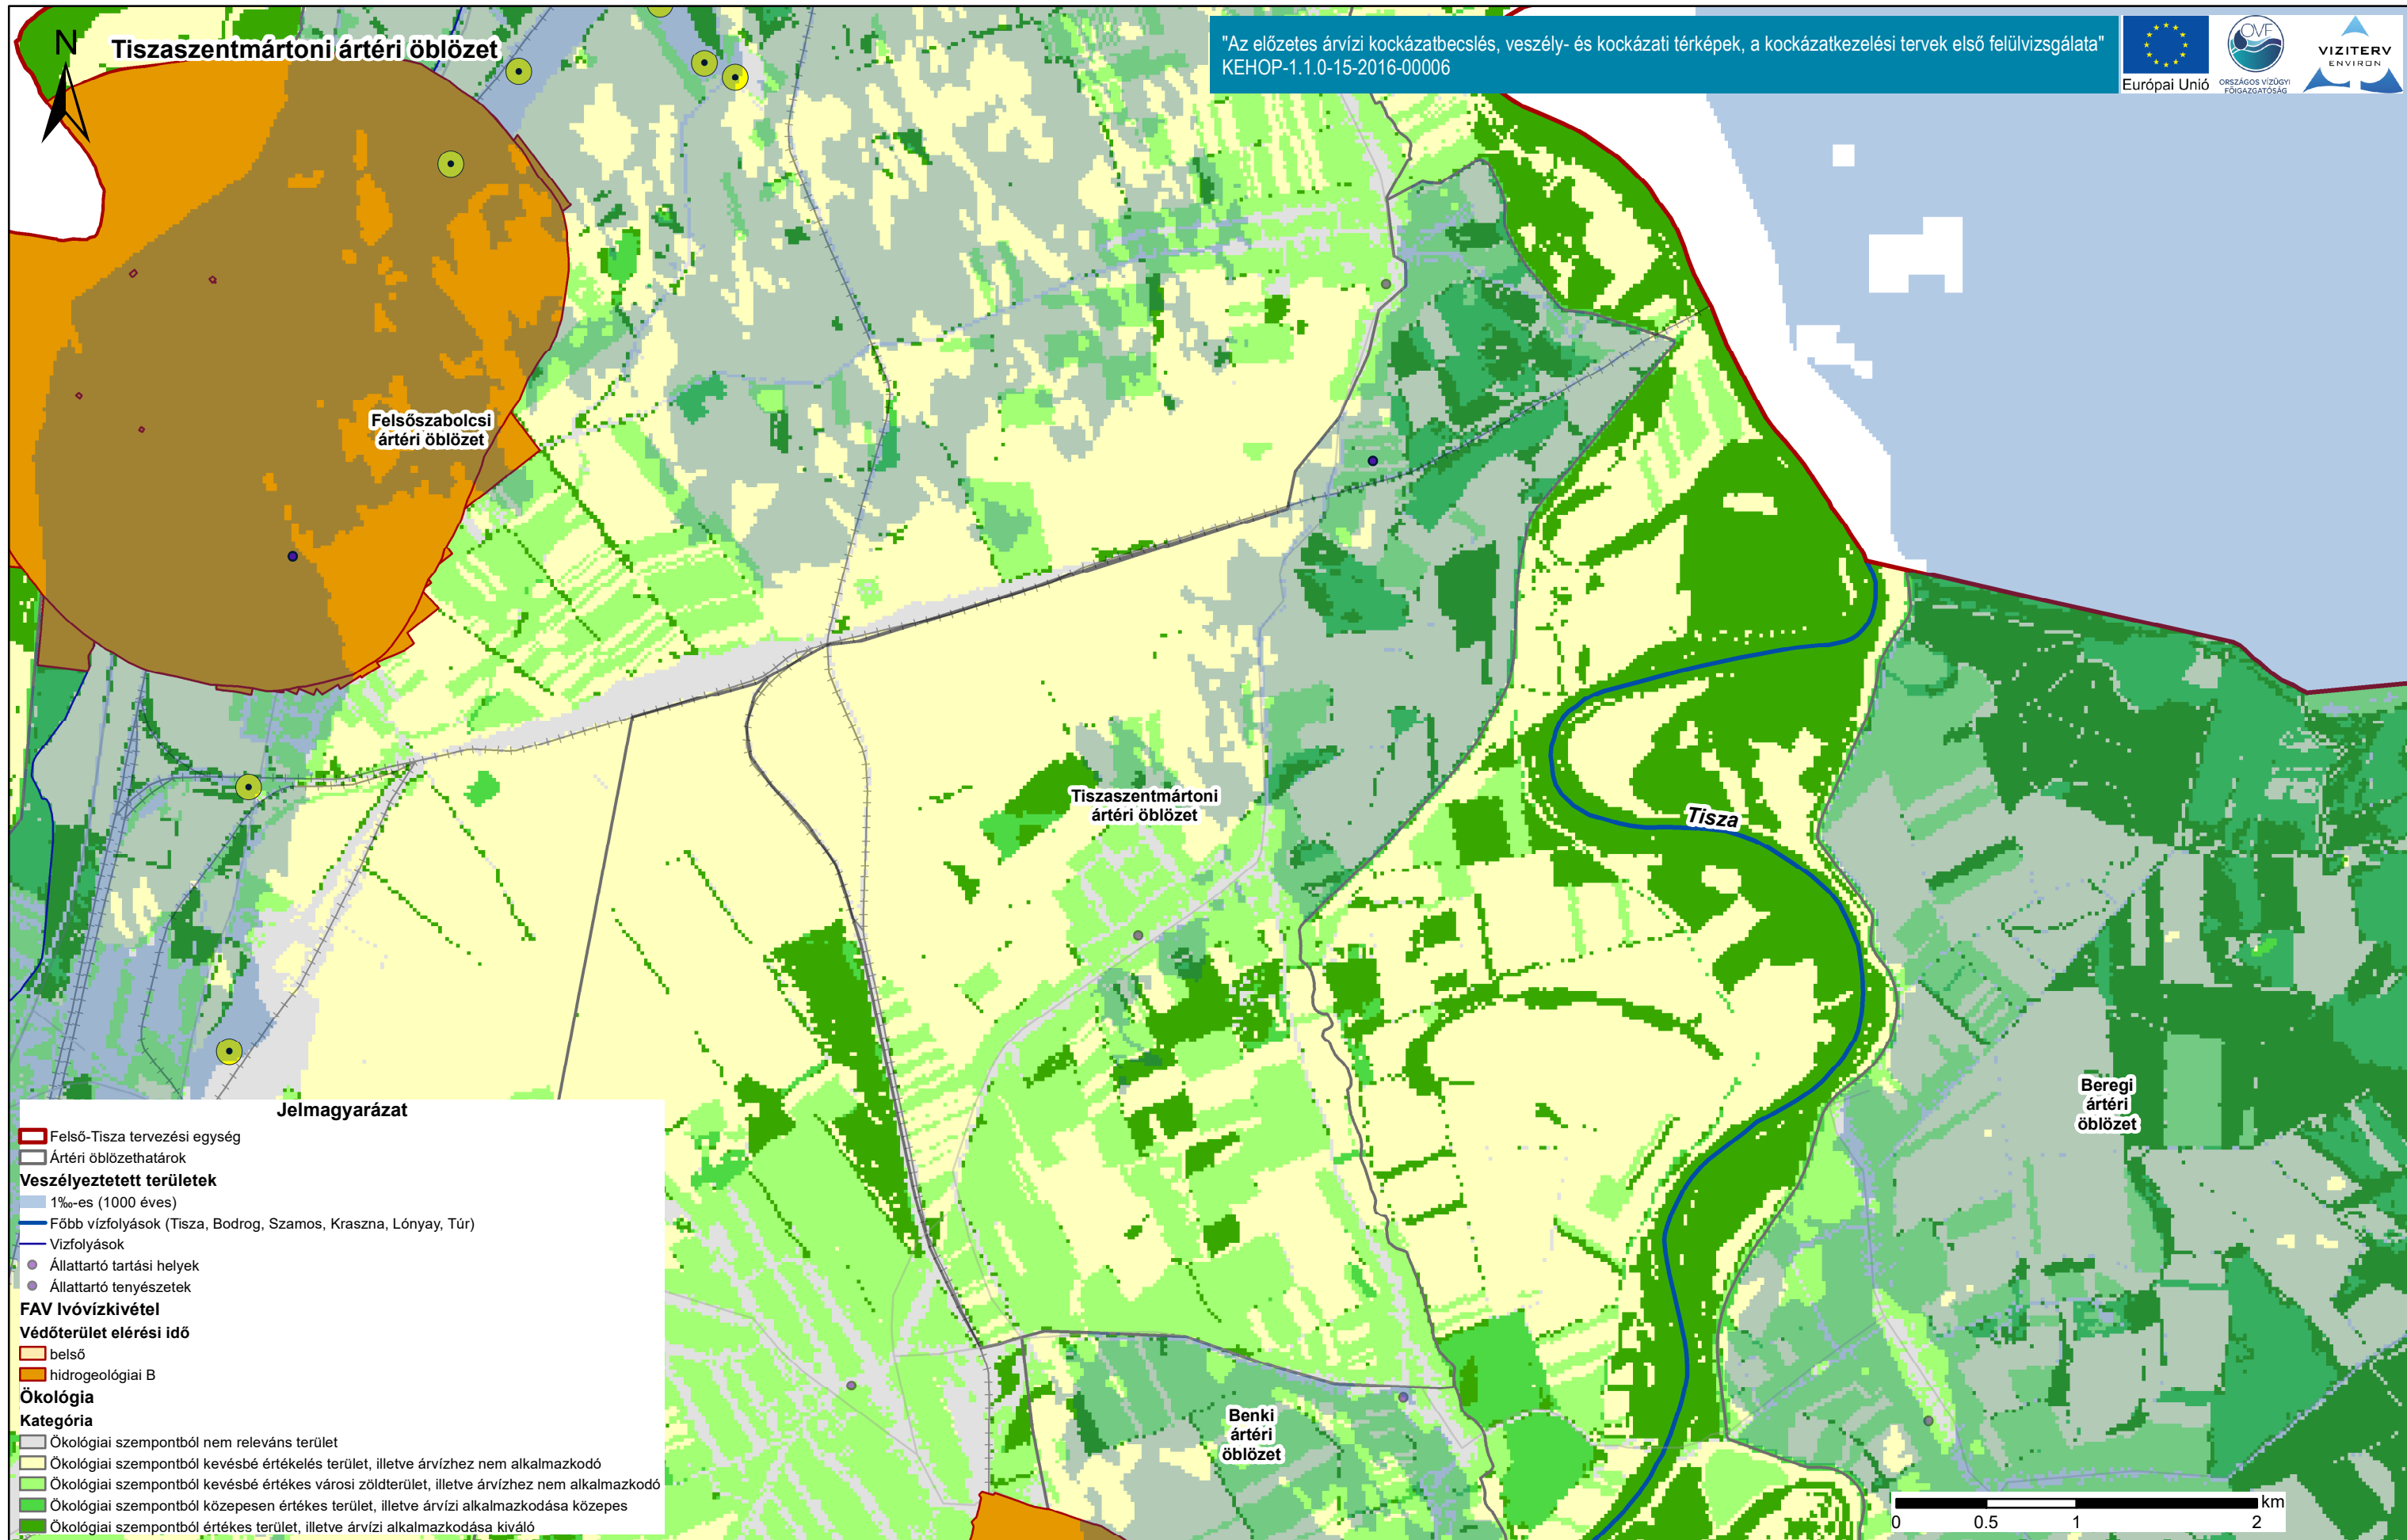 N
Tiszaszentmártoni ártéri öblözet
"Az előzetes árvízi kockázatbecslés, veszély- és kockázati térképek, a kockázatkezelési tervek első felülvizsgálata"
KEHOP-1.1.0-15-2016-00006
Európai Unió
OVF
ORSZÁGOS VÍZÜGYI
FŐIGAZGATÓSÁG
VIZITERV
ENVIRON
Felsőszabolcsi
ártéri öblözet
Tiszaszentmártoni
ártéri öblözet
Tisza
Beregi
ártéri
öblözet
Benki
ártéri
öblözet
Jelmagyarázat
Felső-Tisza tervezési egység
Ártéri öblözethatárok
Veszélyeztetett területek
1‰-es (1000 éves)
Főbb vízfolyások (Tisza, Bodrog, Szamos, Kraszna, Lónyay, Túr)
Vizfolyások
Állattartó tartási helyek
Állattartó tenyészetek
FAV Ivóvízkivétel
Védőterület elérési idő
belső
hidrogeológiai B
Ökológia
Kategória
Ökológiai szempontból nem releváns terület
Ökológiai szempontból kevésbé értékelés terület, illetve árvízhez nem alkalmazkodó
Ökológiai szempontból kevésbé értékes városi zöldterület, illetve árvízhez nem alkalmazkodó
Ökológiai szempontból közepesen értékes terület, illetve árvízi alkalmazkodása közepes
Ökológiai szempontból értékes terület, illetve árvízi alkalmazkodása kiváló
km
0 0.5 1 2